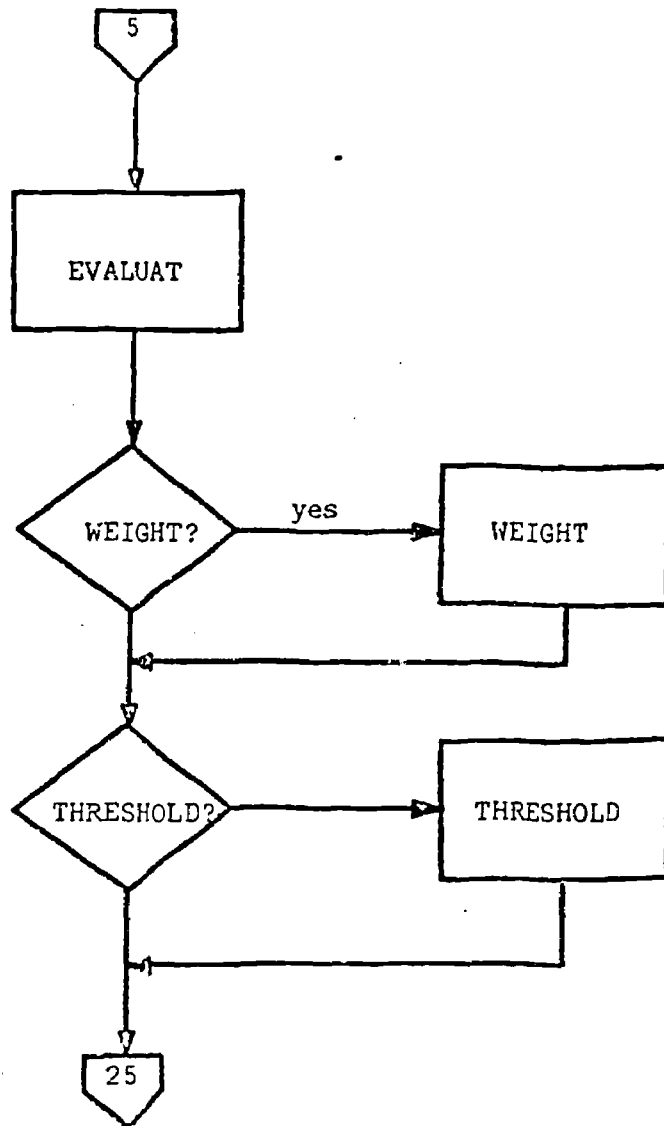 5
EVALUAT
WEIGHT?
yes
WEIGHT
THRESHOLD?
THRESHOLD
25